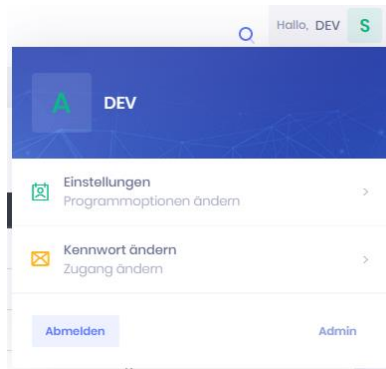 Hallo, DEV S
A DEV
Einstellungen
Programmoptionen ändern
Kennwort ändern
Zugang ändern
Abmelden Admin